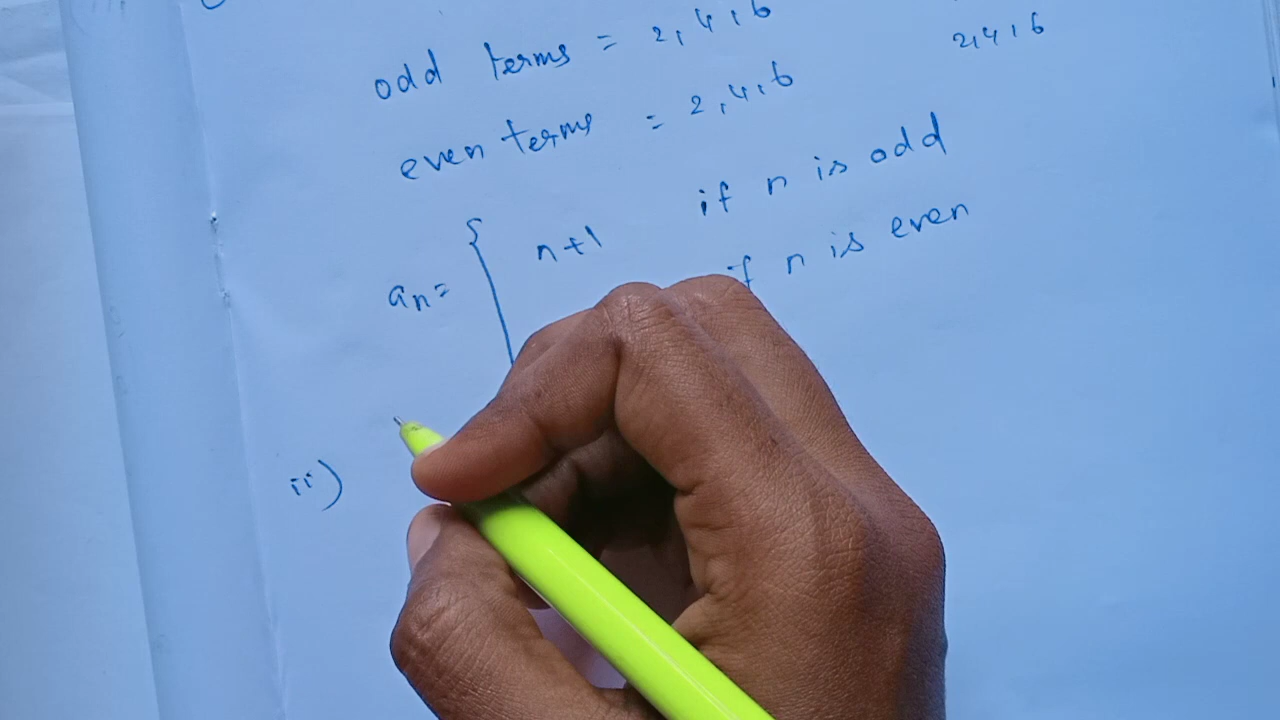 odd terms = 2, 4, 6
2, 4, 6
even terms = 2, 4, 6
aₙ = { n+1 if n is odd
if n is even
ii)